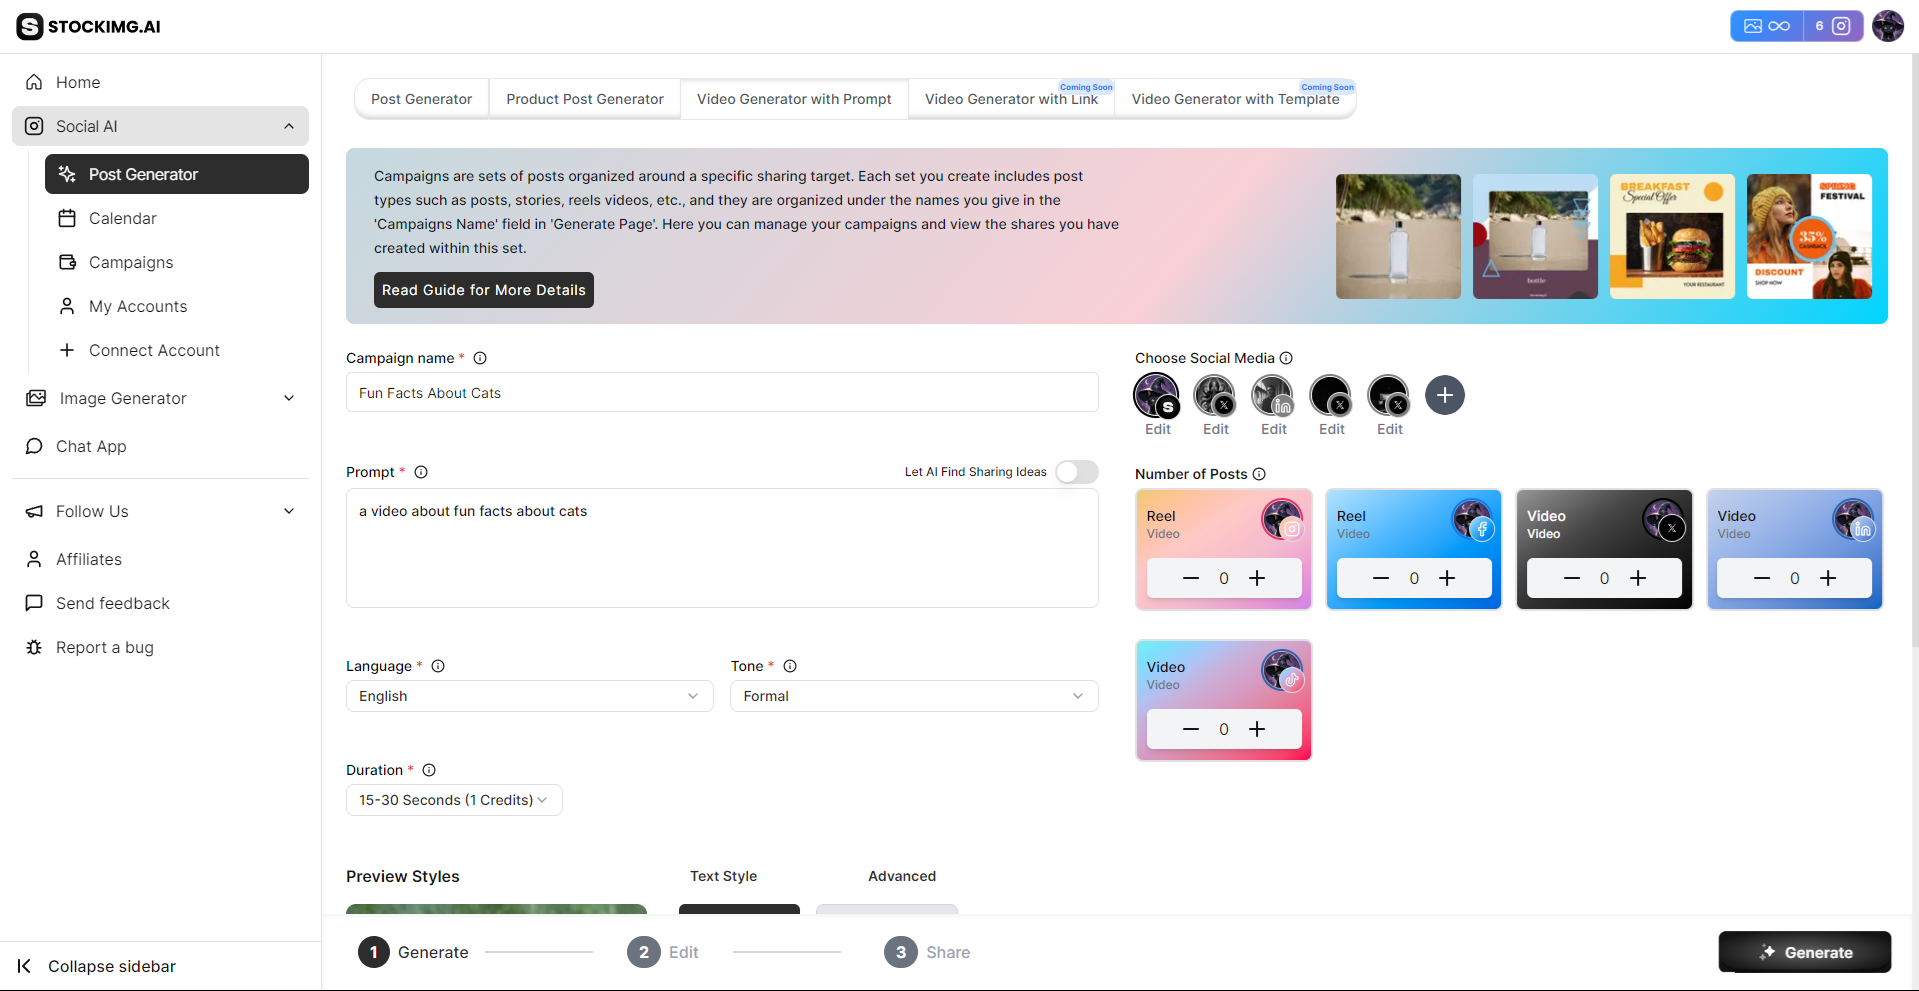 STOCKIMG.AI
6
Home
Social AI
Post Generator
Calendar
Campaigns
My Accounts
Connect Account
Image Generator
Chat App
Follow Us
Affiliates
Send feedback
Report a bug
Collapse sidebar
Post Generator
Product Post Generator
Video Generator with Prompt
Coming Soon
Video Generator with Link
Coming Soon
Video Generator with Template
Campaigns are sets of posts organized around a specific sharing target. Each set you create includes post
types such as posts, stories, reels videos, etc., and they are organized under the names you give in the
'Campaigns Name' field in 'Generate Page'. Here you can manage your campaigns and view the shares you have
created within this set.
Read Guide for More Details
bottle
BREAKFAST
Special Offer
YOUR RESTAURANT
SPRING
FESTIVAL
35%
CASHBACK
DISCOUNT
SHOP NOW
Campaign name *
Fun Facts About Cats
Prompt *
Let AI Find Sharing Ideas
a video about fun facts about cats
Language *
English
Tone *
Formal
Duration *
15-30 Seconds (1 Credits)
Choose Social Media
Edit
Edit
Edit
Edit
Edit
Number of Posts
Reel
Video
0
Reel
Video
0
Video
Video
0
Video
Video
0
Video
Video
0
Preview Styles
Text Style
Advanced
1 Generate
2 Edit
3 Share
Generate